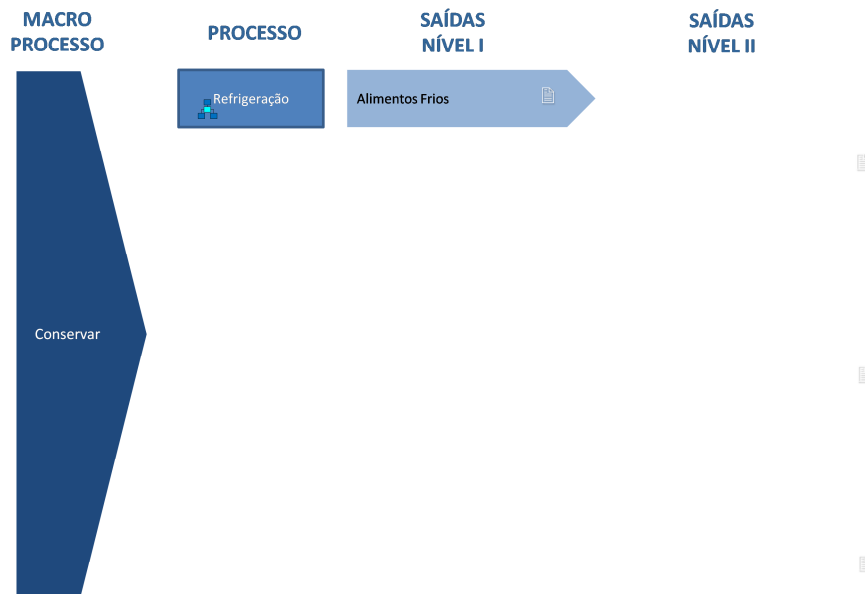 MACRO
PROCESSO
PROCESSO
SAÍDAS
NÍVEL I
SAÍDAS
NÍVEL II
Refrigeração
Alimentos Frios
Conservar